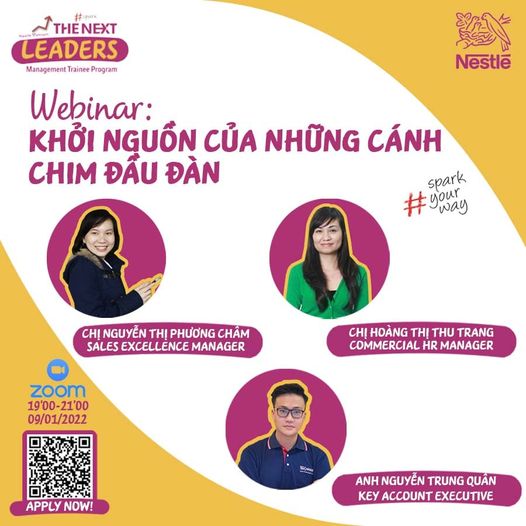 #spark
THE NEXT
LEADERS
Management Trainee Program
Nestlé
Webinar:
KHỞI NGUỒN CỦA NHỮNG CÁNH
CHIM ĐẦU ĐÀN
#spark
your
way
CHỊ NGUYỄN THỊ PHƯƠNG CHÂM
SALES EXCELLENCE MANAGER
CHỊ HOÀNG THỊ THU TRANG
COMMERCIAL HR MANAGER
zoom
19'00-21'00
09/01/2022
APPLY NOW!
ANH NGUYỄN TRUNG QUÂN
KEY ACCOUNT EXECUTIVE